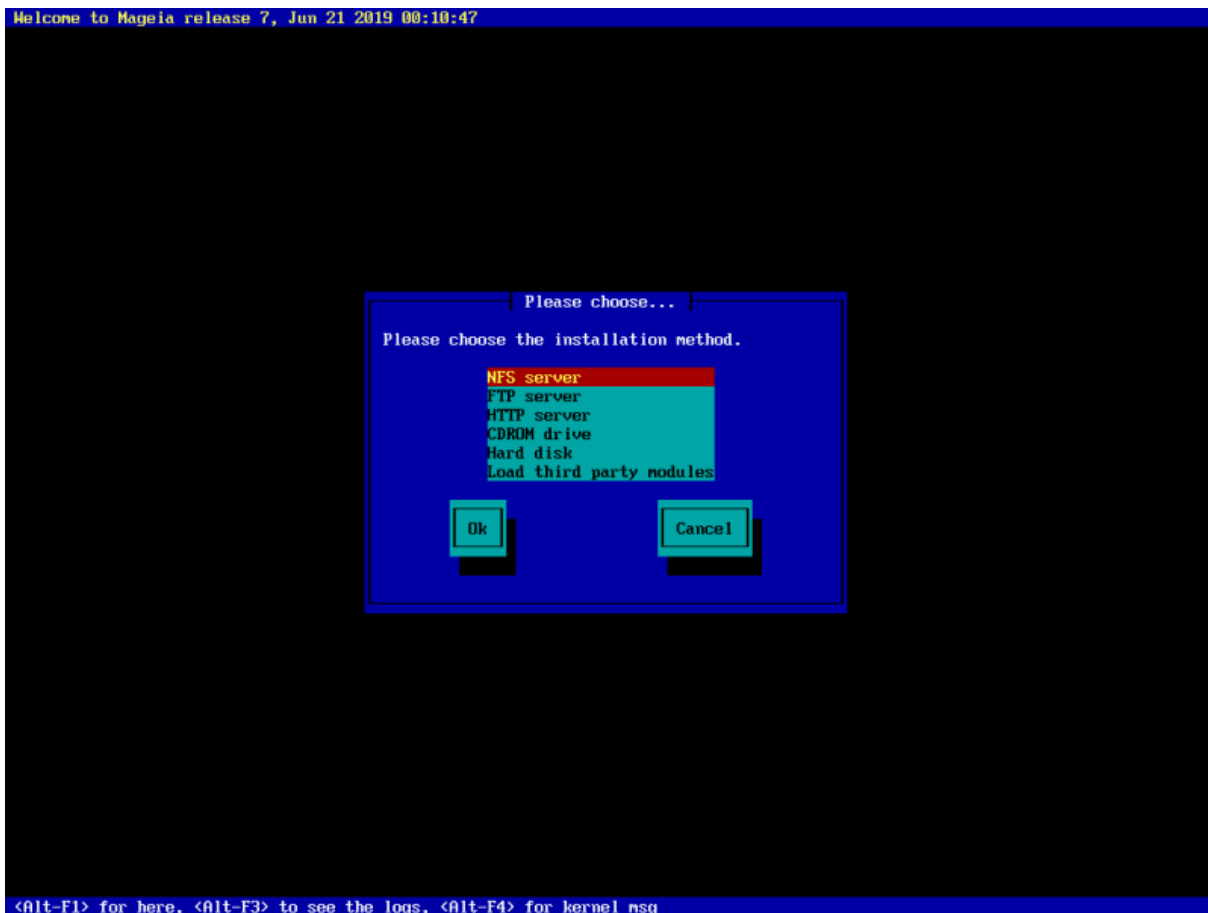 Welcome to Mageia release 7, Jun 21 2019 00:10:47
Please choose...
Please choose the installation method.
NFS server
FTP server
HTTP server
CDROM drive
Hard disk
Load third party modules
Ok
Cancel
<Alt-F1> for here, <Alt-F3> to see the logs, <Alt-F4> for kernel msg